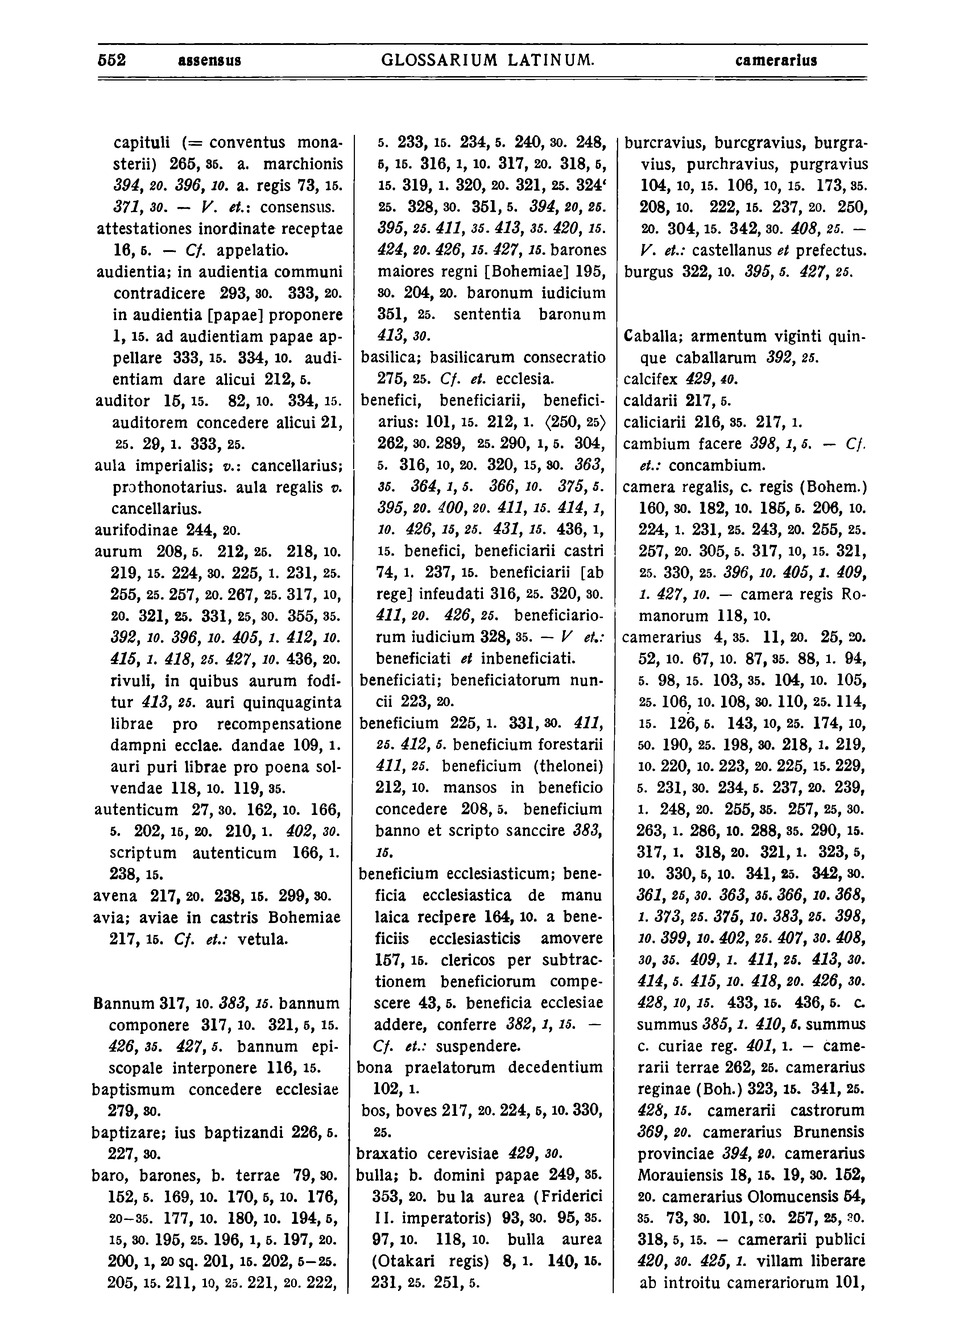 552 assensus GLOSSARIUM LATINUM. camerarius
capituli (= conventus mona-
sterii) 265, 35. a. marchionis
394, 20. 396, 10. a. regis 73, 15.
371, 30. — V. et.: consensus.
attestationes inordinate receptae
16, 5. — Cf. appelatio.
audientia; in audientia communi
contradicere 293, 30. 333, 20.
in audientia [papae] proponere
1, 15. ad audientiam papae ap-
pellare 333, 15. 334, 10. audi-
entiam dare alicui 212, 5.
auditor 15, 15. 82, 10. 334, 15.
auditorem concedere alicui 21,
25. 29, 1. 333, 25.
aula imperialis; v.: cancellarius;
prothonotarius. aula regalis v.
cancellarius.
aurifodinae 244, 20.
aurum 208, 5. 212, 25. 218, 10.
219, 15. 224, 30. 225, 1. 231, 25.
255, 25. 257, 20. 267, 25. 317, 10,
20. 321, 25. 331, 25, 30. 355, 35.
392, 10. 396, 10. 405, 1. 412, 10.
415, 1. 418, 25. 427, 10. 436, 20.
rivuli, in quibus aurum fodi-
tur 413, 25. auri quinquaginta
librae pro recompensatione
dampni ecclae. dandae 109, 1.
auri puri librae pro poena sol-
vendae 118, 10. 119, 35.
autenticum 27, 30. 162, 10. 166,
5. 202, 15, 20. 210, 1. 402, 30.
scriptum autenticum 166, 1.
238, 15.
avena 217, 20. 238, 15. 299, 30.
avia; aviae in castris Bohemiae
217, 15. Cf. et.: vetula.
Bannum 317, 10. 383, 15. bannum
componere 317, 10. 321, 5, 15.
426, 35. 427, 5. bannum epi-
scopale interponere 116, 15.
baptismum concedere ecclesiae
279, 30.
baptizare; ius baptizandi 226, 5.
227, 30.
baro, barones, b. terrae 79, 30.
152, 5. 169, 10. 170, 5, 10. 176,
20—35. 177, 10. 180, 10. 194, 5,
15, 30. 195, 25. 196, 1, 5. 197, 20.
200, 1, 20 sq. 201, 15. 202, 5—25.
205, 15. 211, 10, 25. 221, 20. 222,
5. 233, 15. 234, 5. 240, 30. 248,
5, 15. 316, 1, 10. 317, 20. 318, 5,
15. 319, 1. 320, 20. 321, 25. 324‘
25. 328, 30. 351, 5. 394, 20, 25.
395, 25. 411, 35. 413, 35. 420, 15.
424, 20. 426, 15. 427, 15. barones
maiores regni [Bohemiae] 195,
30. 204, 20. baronum iudicium
351, 25. sententia baronum
413, 30.
basilica; basilicarum consecratio
275, 25. Cf. et. ecclesia.
benefici, beneficiarii, benefici-
arius: 101, 15. 212, 1. ⟨250, 25⟩
262, 30. 289, 25. 290, 1, 5. 304,
5. 316, 10, 20. 320, 15, 30. 363,
35. 364, 1, 5. 366, 10. 375, 5.
395, 20. 400, 20. 411, 15. 414, 1,
10. 426, 15, 25. 431, 15. 436, 1,
15. benefici, beneficiarii castri
74, 1. 237, 15. beneficiarii [ab
rege] infeudati 316, 25. 320, 30.
411, 20. 426, 25. beneficiario-
rum iudicium 328, 35. — V et.:
beneficiati et inbeneficiati.
beneficiati; beneficiatorum nun-
cii 223, 20.
beneficium 225, 1. 331, 30. 411,
25. 412, 5. beneficium forestarii
411, 25. beneficium (thelonei)
212, 10. mansos in beneficio
concedere 208, 5. beneficium
banno et scripto sanccire 383,
15.
beneficium ecclesiasticum; bene-
ficia ecclesiastica de manu
laica recipere 164, 10. a bene-
ficiis ecclesiasticis amovere
157, 15. clericos per subtrac-
tionem beneficiorum compe-
scere 43, 5. beneficia ecclesiae
addere, conferre 382, 1, 15. —
Cf. et.: suspendere.
bona praelatorum decedentium
102, 1.
bos, boves 217, 20. 224, 5, 10. 330,
25.
braxatio cerevisiae 429, 30.
bulla; b. domini papae 249, 35.
353, 20. bu la aurea (Friderici
II. imperatoris) 93, 30. 95, 35.
97, 10. 118, 10. bulla aurea
(Otakari regis) 8, 1. 140, 15.
231, 25. 251, 5.
burcravius, burcgravius, burgra-
vius, purchravius, purgravius
104, 10, 15. 106, 10, 15. 173, 35.
208, 10. 222, 15. 237, 20. 250,
20. 304, 15. 342, 30. 408, 25. —
V. et.: castellanus et prefectus.
burgus 322, 10. 395, 5. 427, 25.
Caballa; armentum viginti quin-
que caballarum 392, 25.
calcifex 429, 40.
caldarii 217, 5.
caliciarii 216, 35. 217, 1.
cambium facere 398, 1, 5. — Cf.
et.: concambium.
camera regalis, c. regis (Bohem.)
160, 30. 182, 10. 185, 5. 206, 10.
224, 1. 231, 25. 243, 20. 255, 25.
257, 20. 305, 5. 317, 10, 15. 321,
25. 330, 25. 396, 10. 405, 1. 409,
1. 427, 10. — camera regis Ro-
manorum 118, 10.
camerarius 4, 35. 11, 20. 25, 20.
52, 10. 67, 10. 87, 35. 88, 1. 94,
5. 98, 15. 103, 35. 104, 10. 105,
25. 106, 10. 108, 30. 110, 25. 114,
15. 126, 5. 143, 10, 25. 174, 10,
50. 190, 25. 198, 30. 218, 1. 219,
10. 220, 10. 223, 20. 225, 15. 229,
5. 231, 30. 234, 5. 237, 20. 239,
1. 248, 20. 255, 35. 257, 25, 30.
263, 1. 286, 10. 288, 35. 290, 15.
317, 1. 318, 20. 321, 1. 323, 5,
10. 330, 5, 10. 341, 25. 342, 30.
361, 25, 30. 363, 35. 366, 10. 368,
1. 373, 25. 375, 10. 383, 25. 398,
10. 399, 10. 402, 25. 407, 30. 408,
30, 35. 409, 1. 411, 25. 413, 30.
414, 5. 415, 10. 418, 20. 426, 30.
428, 10, 15. 433, 15. 436, 5. c.
summus 385, 1. 410, 5. summus
c. curiae reg. 401, 1. — came-
rarii terrae 262, 25. camerarius
reginae (Boh.) 323, 15. 341, 25.
428, 15. camerarii castrorum
369, 20. camerarius Brunensis
provinciae 394, 20. camerarius
Morauiensis 18, 15. 19, 30. 152,
20. camerarius Olomucensis 54,
35. 73, 30. 101, 257, 25,
318, 5, 15. — camerarii publici
420, 30. 425, 1. villam liberare
ab introitu camerariorum 101,